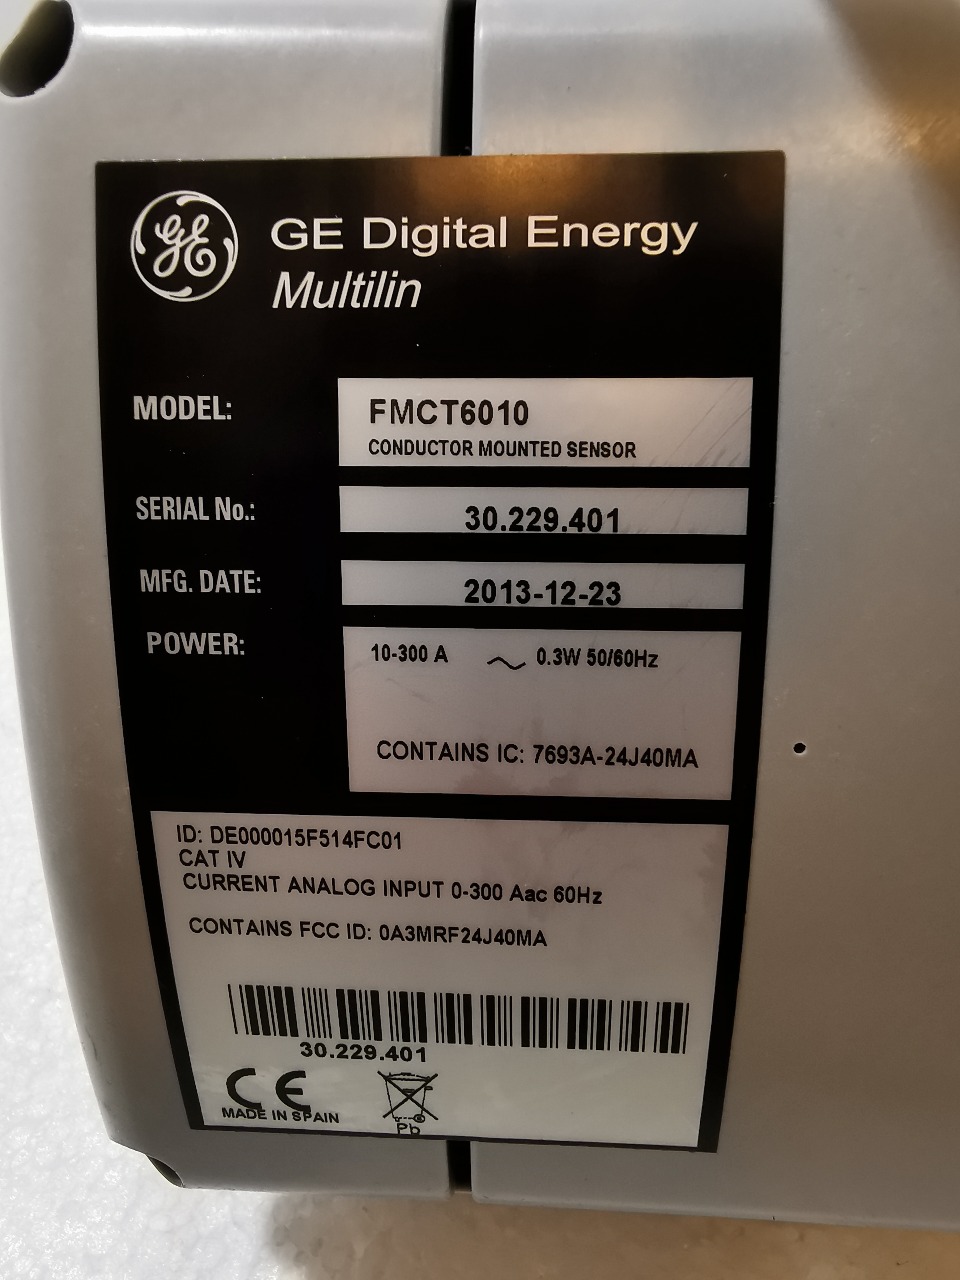 GE
GE Digital Energy
Multilin
MODEL: FMCT6010
CONDUCTOR MOUNTED SENSOR
SERIAL No.: 30.229.401
MFG. DATE: 2013-12-23
POWER: 10-300 A ~ 0.3W 50/60Hz
CONTAINS IC: 7693A-24J40MA
ID: DE000015F514FC01
CAT IV
CURRENT ANALOG INPUT 0-300 Aac 60Hz
CONTAINS FCC ID: 0A3MRF24J40MA
30.229.401
CE
MADE IN SPAIN
Pb